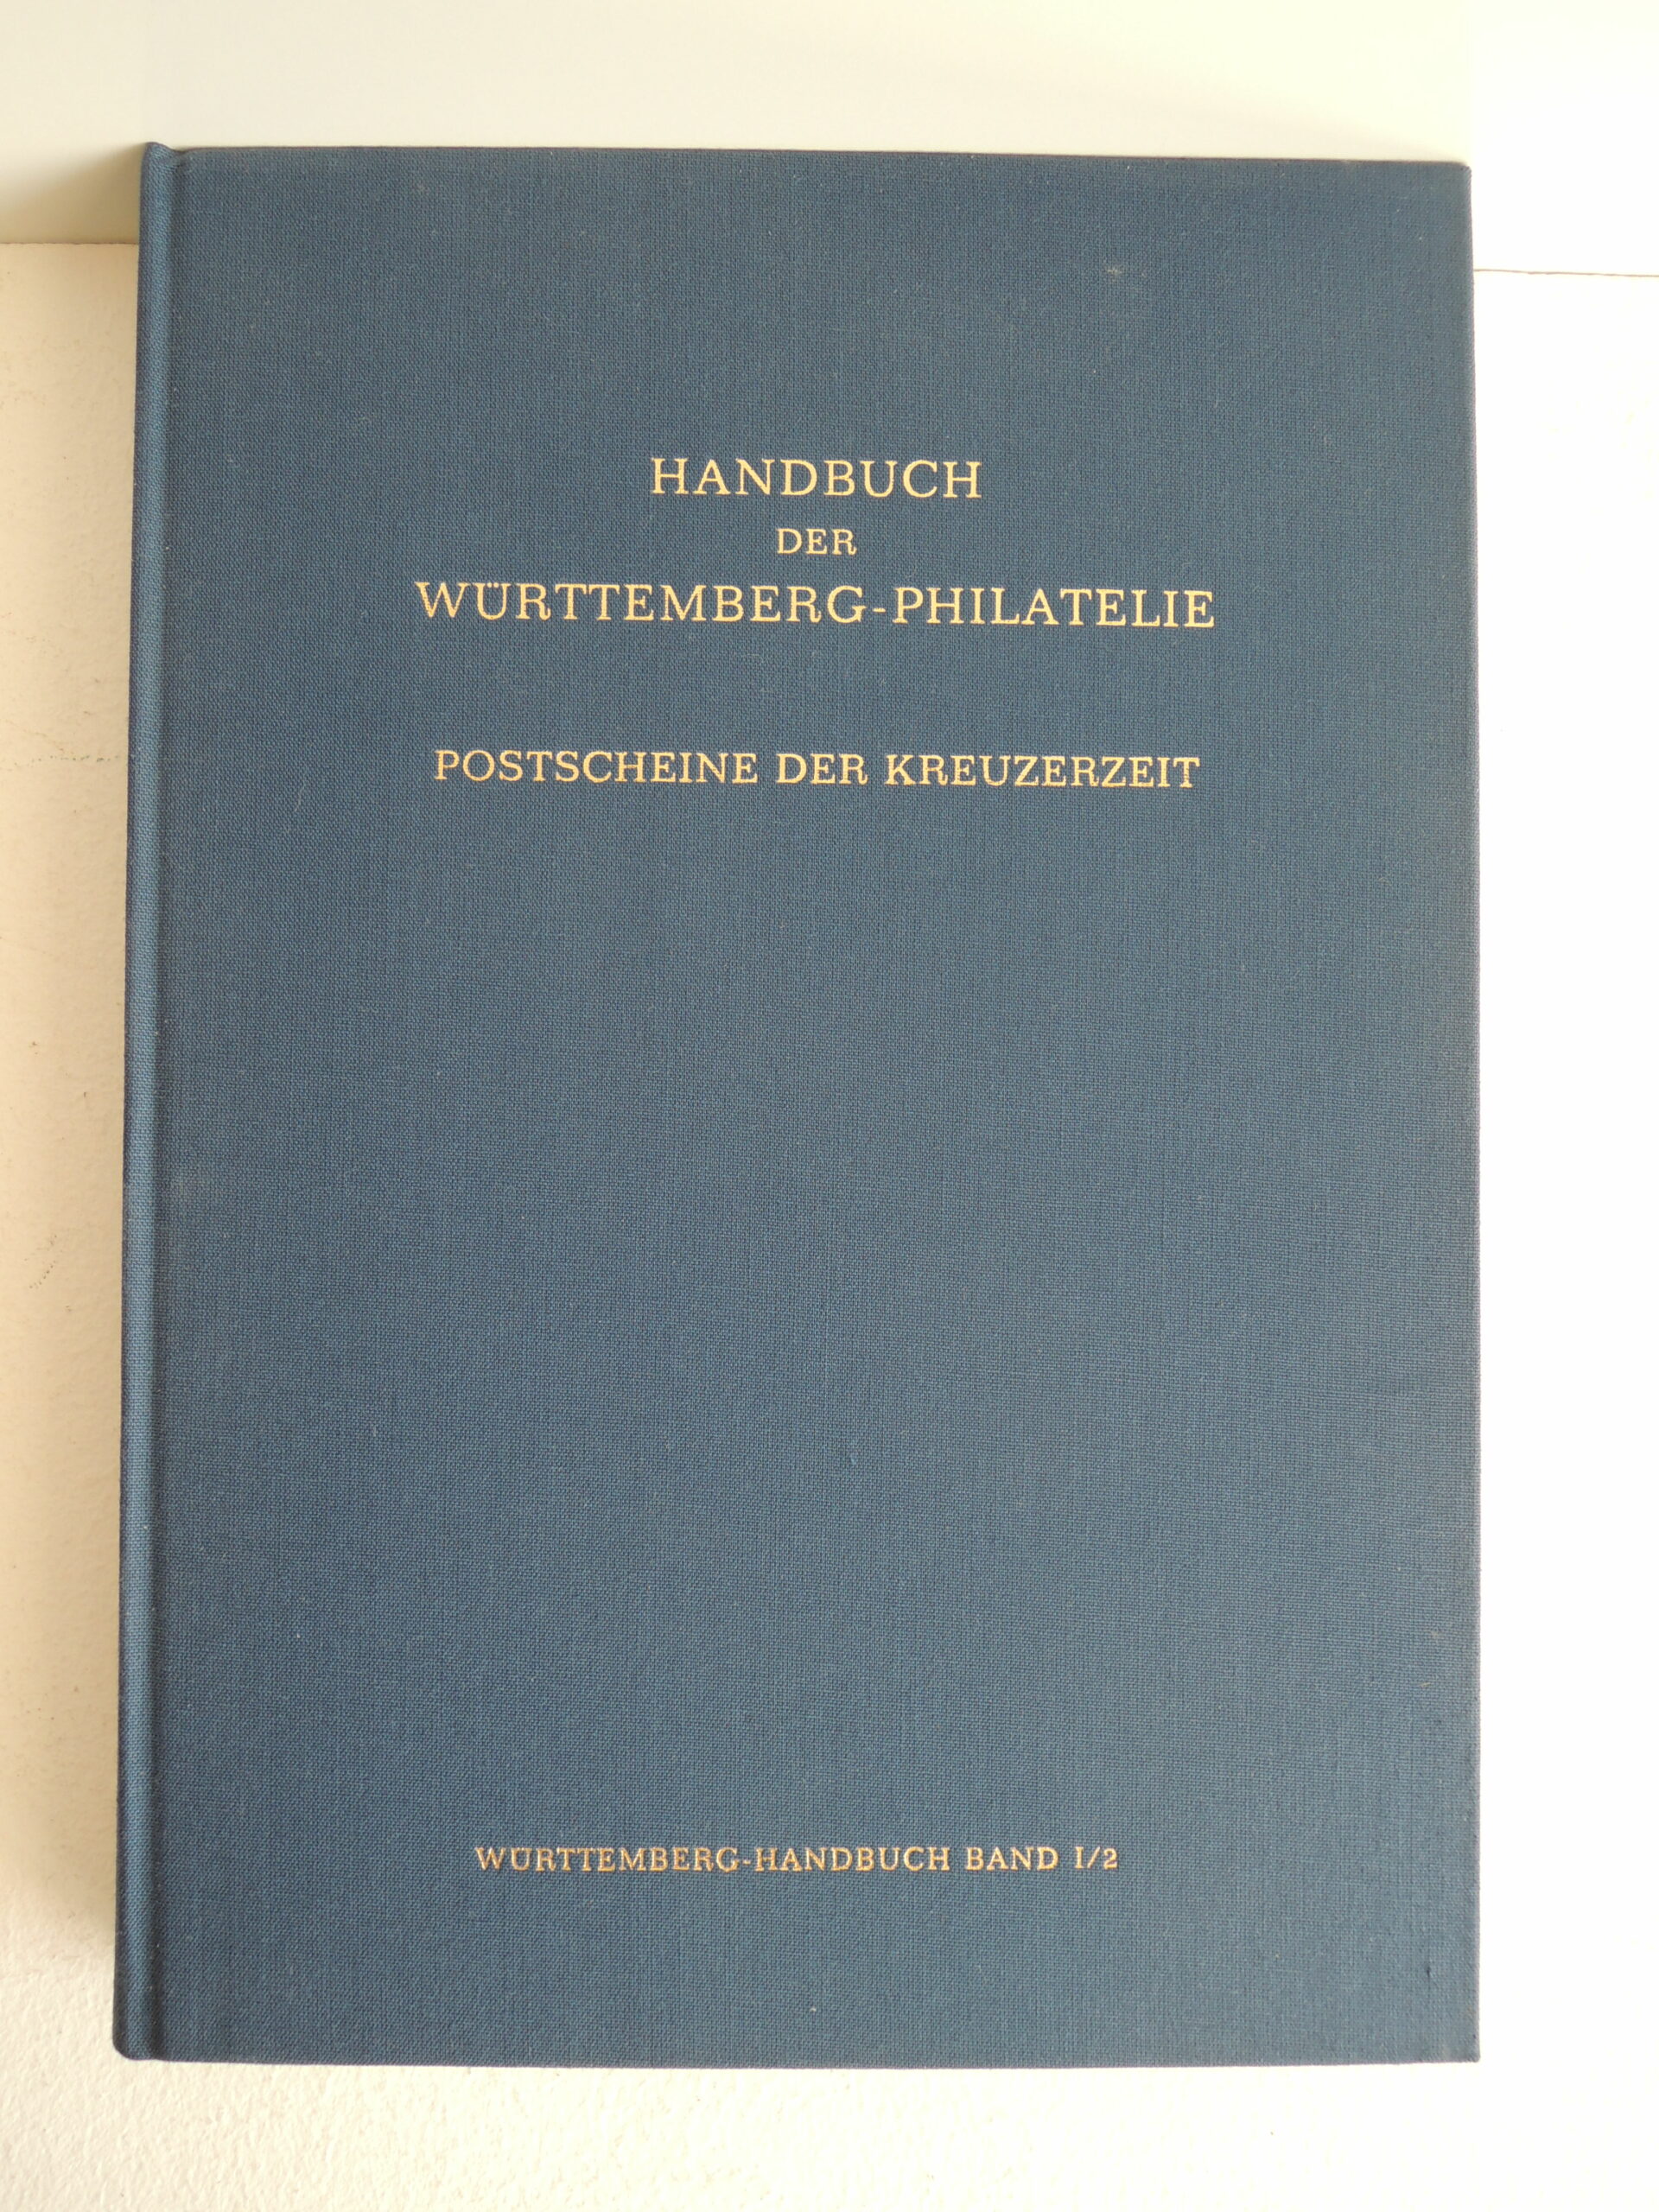 HANDBUCH
DER
WÜRTTEMBERG-PHILATELIE
POSTSCHEINE DER KREUZERZEIT
WÜRTTEMBERG-HANDBUCH BAND I/2